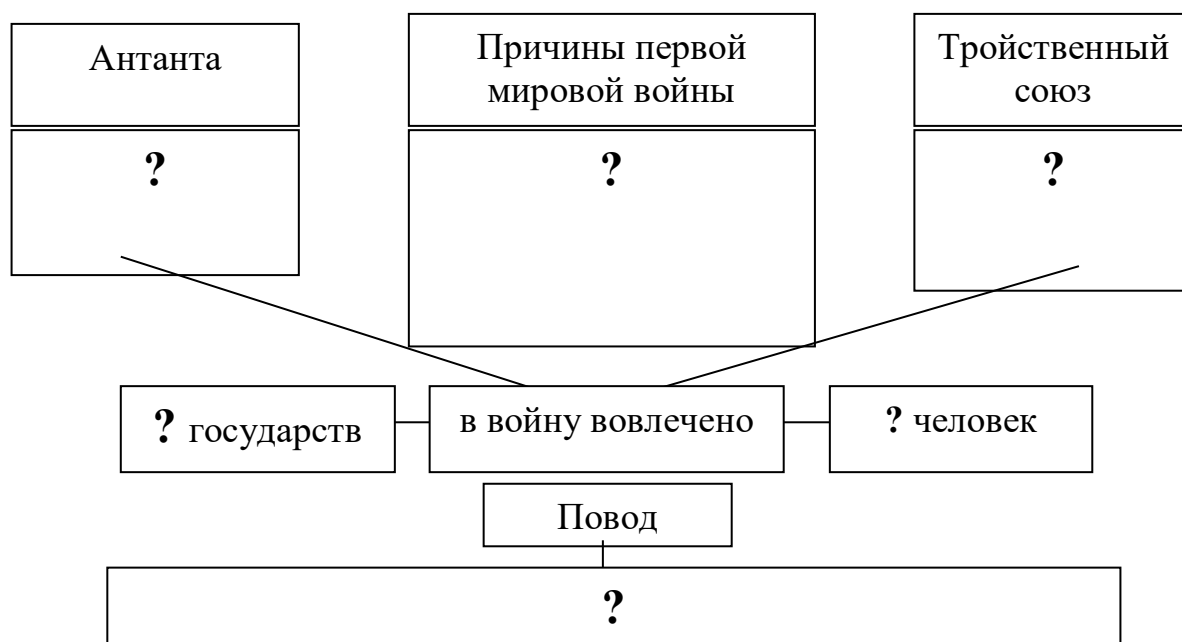 Антанта
Причины первой
мировой войны
Тройственный
союз
?
?
?
? государств
в войну вовлечено
? человек
Повод
?